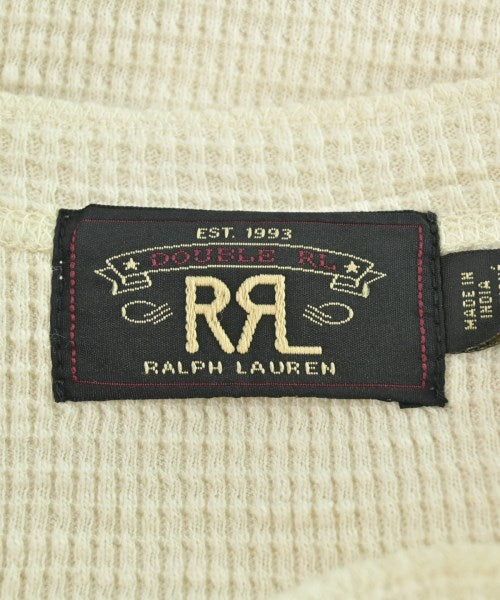 EST. 1993
DOUBLE RL
RRL
RALPH LAUREN
MADE IN
INDIA